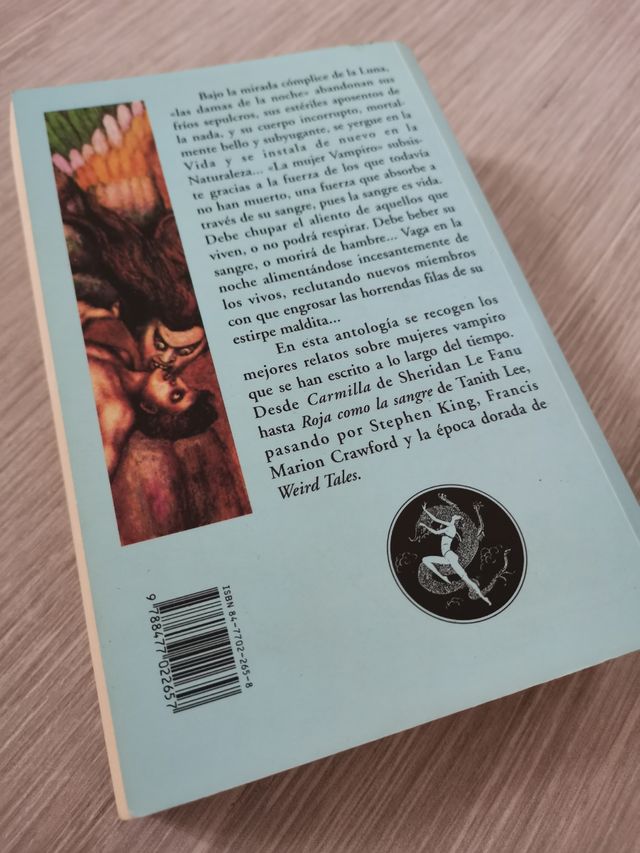 Bajo la mirada cómplice de la Luna,
«las damas de la noche» abandonan sus
fríos sepulcros, sus estériles aposentos de
la nada, y su cuerpo incorrupto, mortal-
mente bello y subyugante, se yergue en la
Vida y se instala de nuevo en la
Naturaleza... «La mujer Vampiro» subsis-
te gracias a la fuerza de los que todavía
no han muerto, una fuerza que absorbe a
través de su sangre, pues la sangre es vida.
Debe chupar el aliento de aquellos que
viven, o no podrá respirar. Debe beber su
sangre, o morirá de hambre... Vaga en la
noche alimentándose incesantemente de
los vivos, reclutando nuevos miembros
con que engrosar las horrendas filas de su
estirpe maldita...
En esta antología se recogen los
mejores relatos sobre mujeres vampiro
que se han escrito a lo largo del tiempo.
Desde Carmilla de Sheridan Le Fanu
hasta Roja como la sangre de Tanith Lee,
pasando por Stephen King, Francis
Marion Crawford y la época dorada de
Weird Tales.
ISBN 84-7702-265-8
9 788477 022657